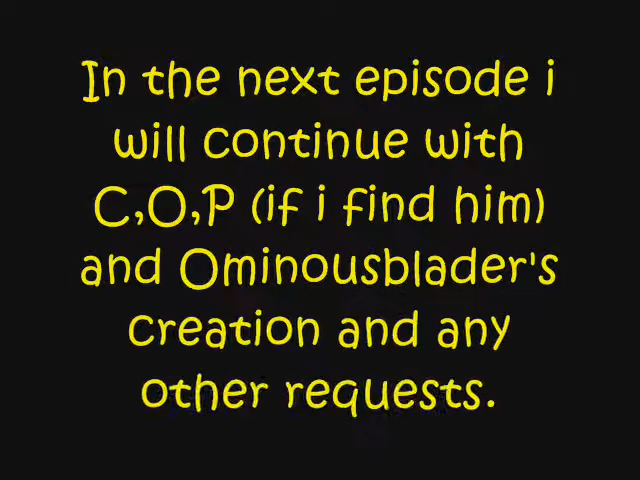 In the next episode i
will continue with
C,O,P (if i find him)
and Ominousblader's
creation and any
other requests.